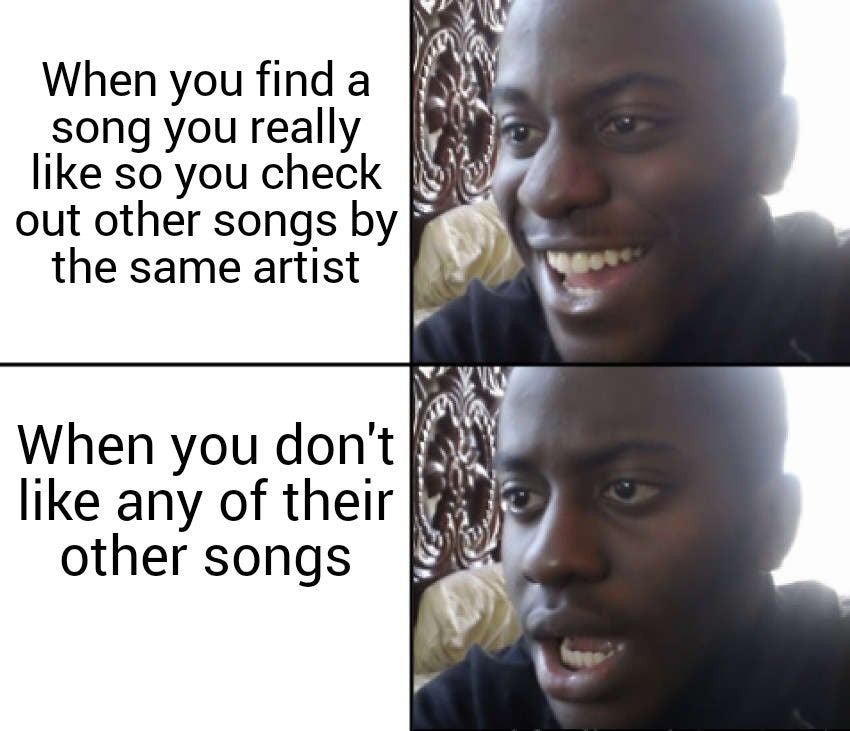 When you find a
song you really
like so you check
out other songs by
the same artist
When you don't
like any of their
other songs